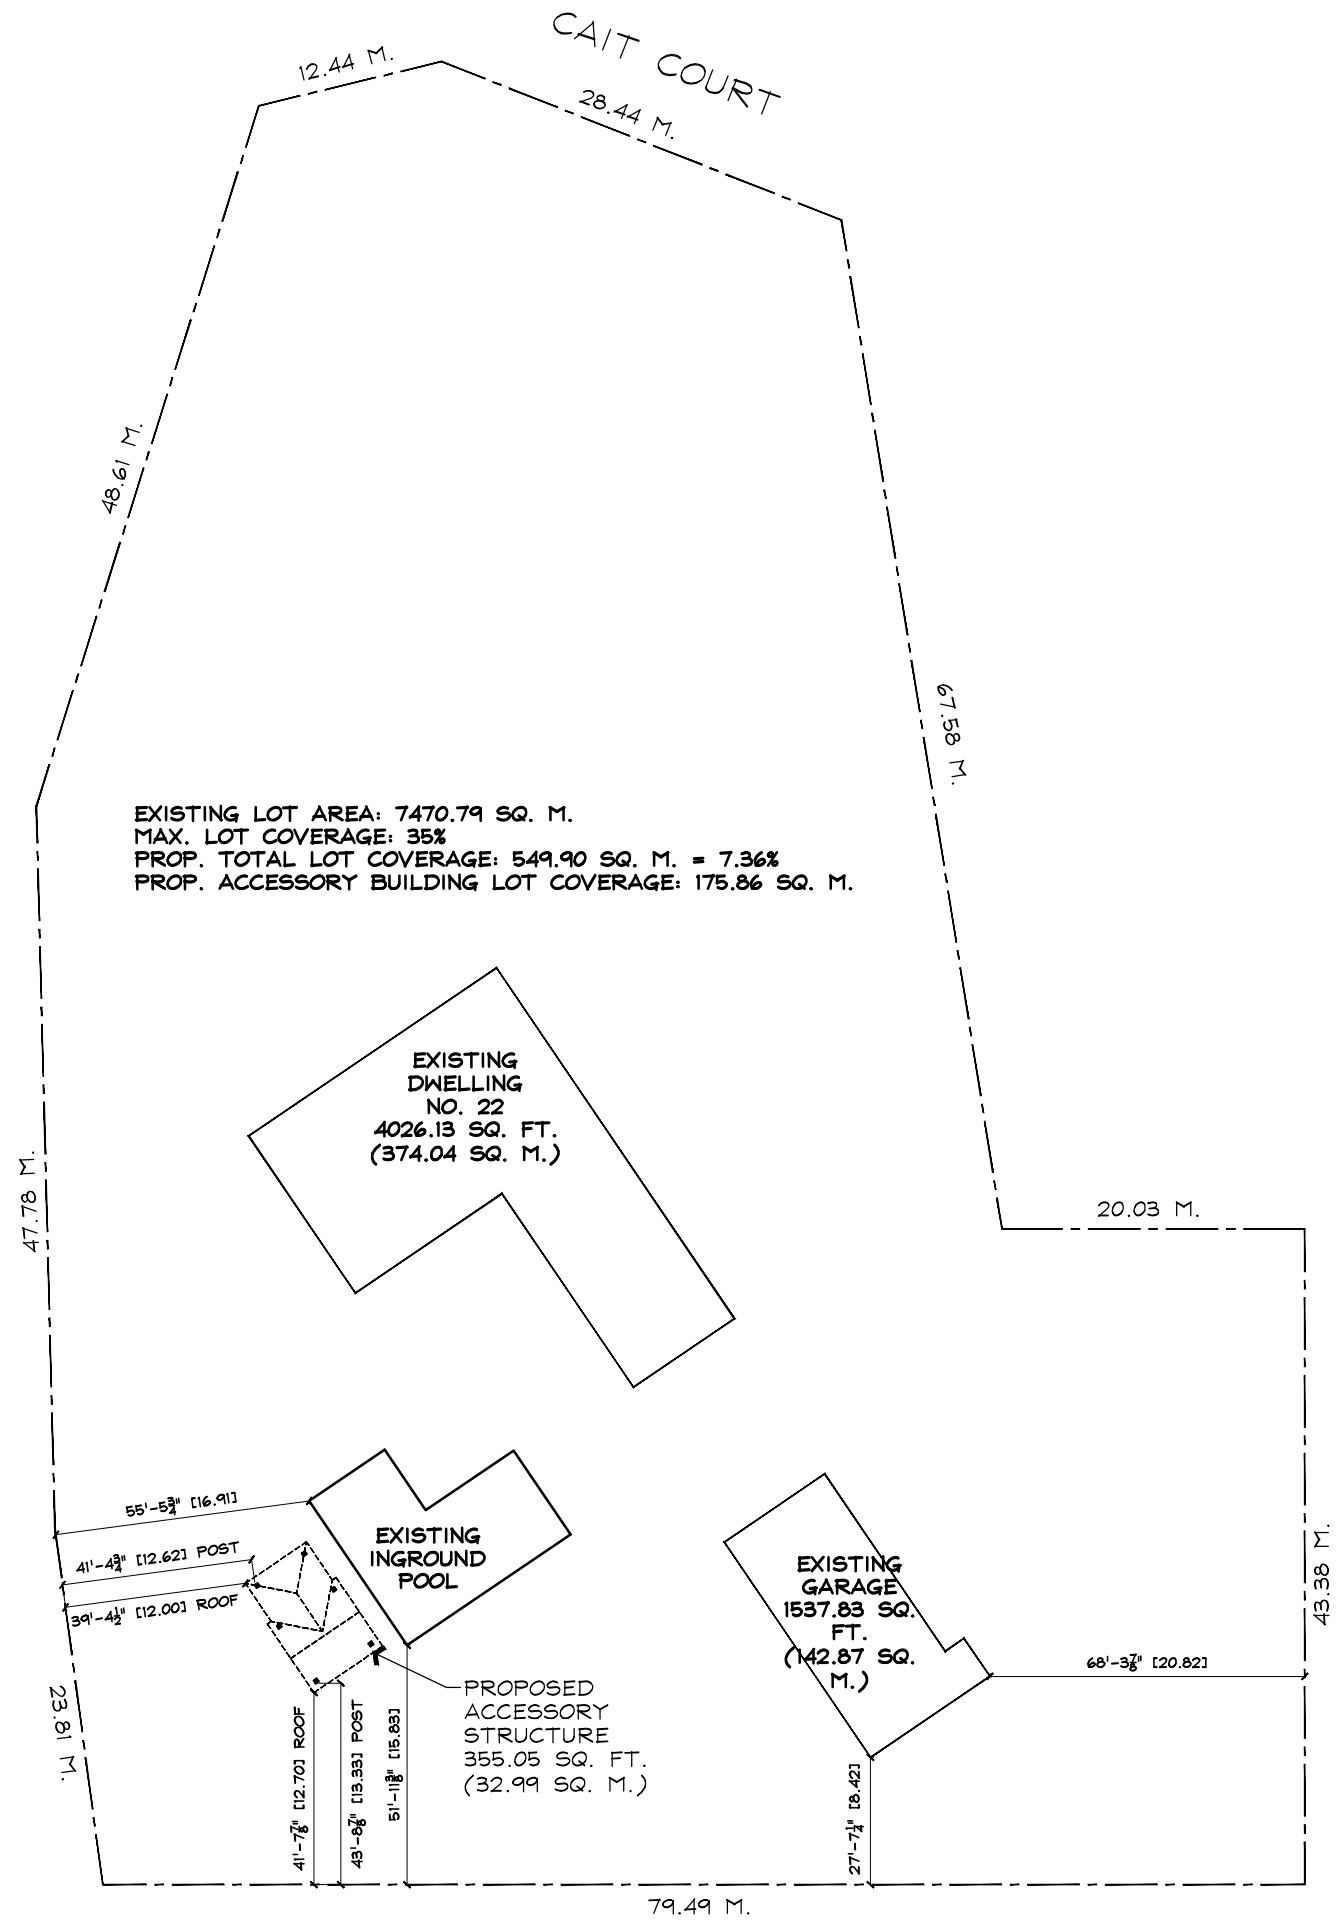 CAIT COURT
12.44 M.
28.44 M.
48.61 M.
67.58 M.
EXISTING LOT AREA: 7470.79 SQ. M.
MAX. LOT COVERAGE: 35%
PROP. TOTAL LOT COVERAGE: 549.90 SQ. M. = 7.36%
PROP. ACCESSORY BUILDING LOT COVERAGE: 175.86 SQ. M.
EXISTING
DWELLING
NO. 22
4026.13 SQ. FT.
(374.04 SQ. M.)
47.78 M.
20.03 M.
55'-5¾" [16.91]
41'-4¾" [12.62] POST
39'-4½" [12.00] ROOF
EXISTING
INGROUND
POOL
EXISTING
GARAGE
1537.83 SQ.
FT.
(142.87 SQ.
M.)
43.38 M.
68'-3⅞" [20.82]
23.81 M.
PROPOSED
ACCESSORY
STRUCTURE
355.05 SQ. FT.
(32.99 SQ. M.)
41'-7⅞" [12.70] ROOF
43'-8⅞" [13.33] POST
51'-11⅜" [15.83]
27'-7¼" [8.42]
79.49 M.